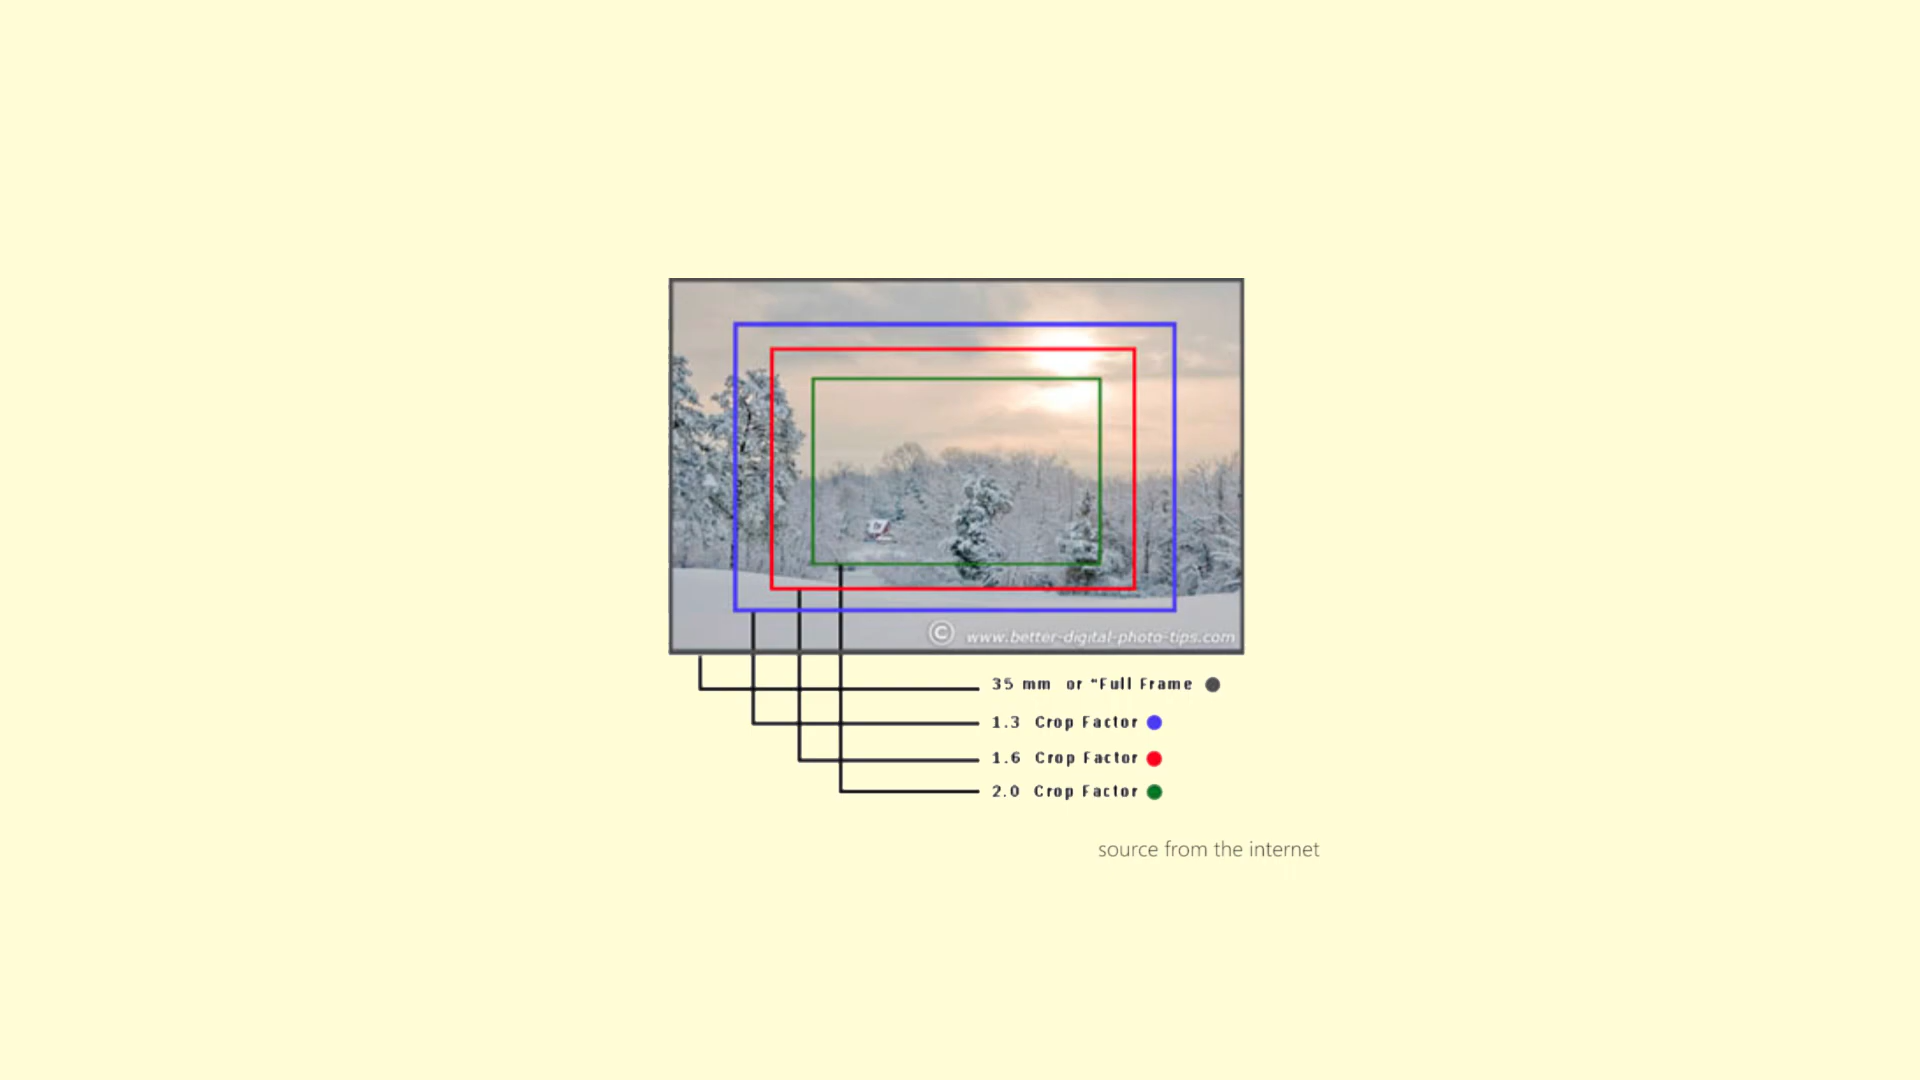 © www.better-digital-photo-tips.com
35 mm or "Full Frame
1.3 Crop Factor
1.6 Crop Factor
2.0 Crop Factor
source from the internet